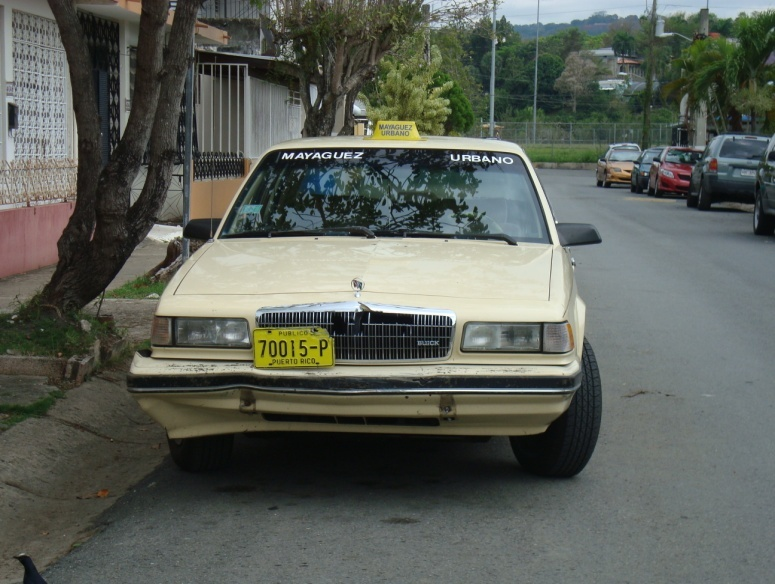 MAYAGUEZ
URBANO
MAYAGUEZ URBANO
BUICK
PUBLICO
70015-P
PUERTO RICO